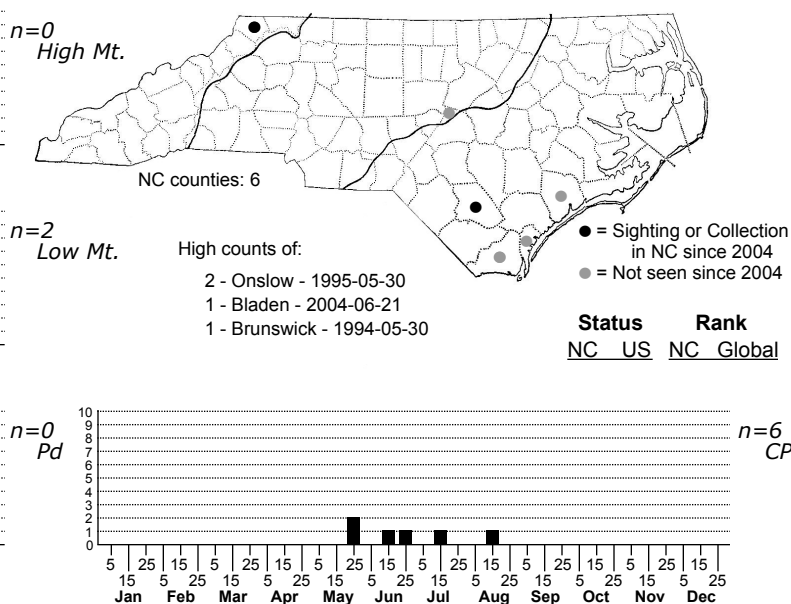 n=0
High Mt.
NC counties: 6
n=2
Low Mt.
High counts of:
2 - Onslow - 1995-05-30
1 - Bladen - 2004-06-21
1 - Brunswick - 1994-05-30
= Sighting or Collection
in NC since 2004
= Not seen since 2004
Status Rank
NC US NC Global
n=0
Pd
n=6
CP
10
9
8
7
6
5
4
3
2
1
0
5 25 15 5 25 15 5 25 15 5 25 15 5 25 15 5 25 15
15 5 25 15 5 25 15 5 25 15 5 25 15 5 25 15 5 25
Jan Feb Mar Apr May Jun Jul Aug Sep Oct Nov Dec